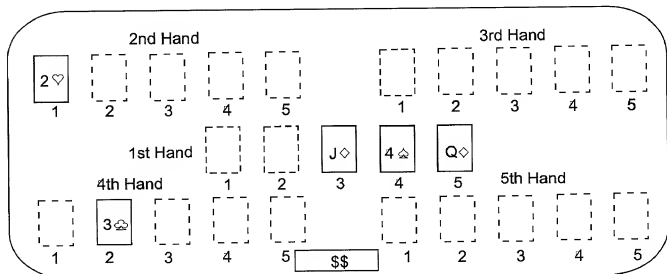 2nd Hand 3rd Hand
2♡
1 2 3 4 5 1 2 3 4 5
1st Hand J♢ 4♤ Q♢
1 2 3 4 5
4th Hand 5th Hand
3♧
1 2 3 4 5 1 2 3 4 5
$$